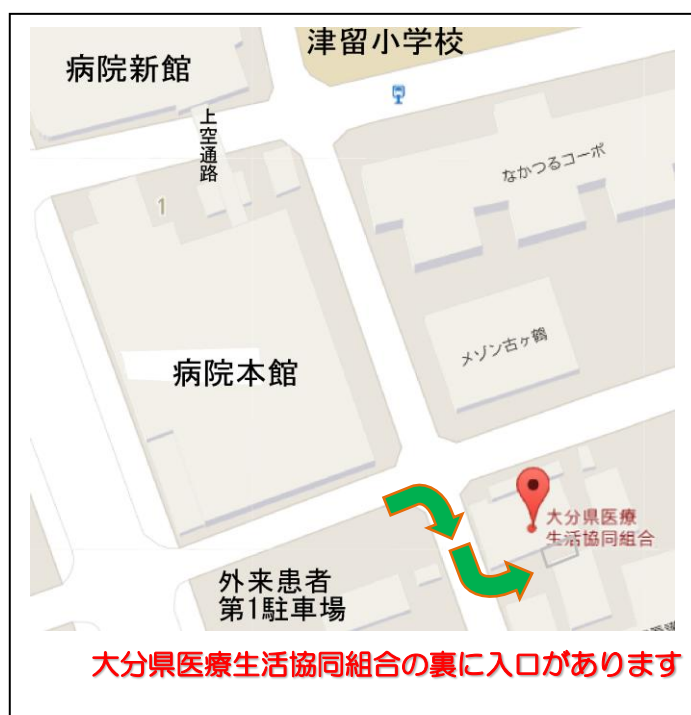 津留小学校
病院新館
上空通路
なかつるコーポ
1
メゾン古ヶ鶴
病院本館
大分県医療
生活協同組合
外来患者
第1駐車場
大分県医療生活協同組合の裏に入口があります